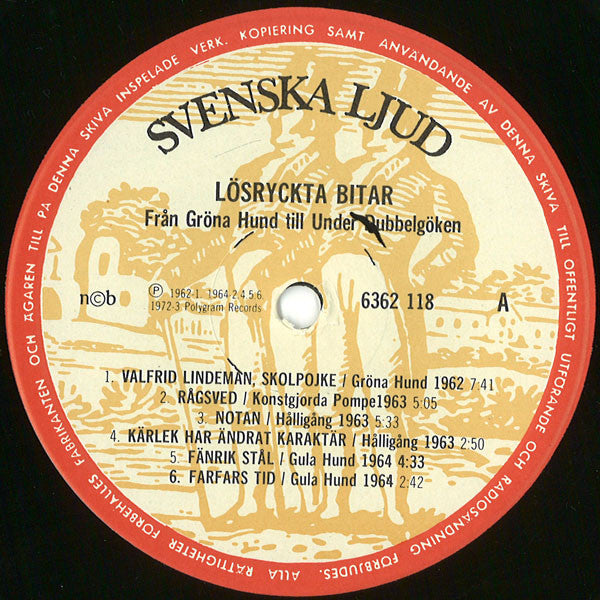 FABRIKANTEN OCH ÄGAREN TILL PÅ DENNA SKIVA INSPELADE VERK. KOPIERING SAMT ANVÄNDANDE AV DENNA SKIVA TILL OFFENTLIGT UTFÖRANDE OCH RADIOSÄNDNING FÖRBJUDES. ALLA RÄTTIGHETER FÖRBEHÅLLES
SVENSKA LJUD
LÖSRYCKTA BITAR
Från Gröna Hund till Under Dubbelgöken
n©b
Ⓟ 1962-1. 1964-2.4.5.6.
1972-3 Polygram Records
6362 118 A
1. VALFRID LINDEMAN, SKOLPOJKE / Gröna Hund 1962 7:41
2. RÅGSVED / Konstgjorda Pompe1963 5:05
3. NOTAN / Hålligång 1963 5:33
4. KÄRLEK HAR ÄNDRAT KARAKTÄR / Hålligång 1963 2:50
5. FÄNRIK STÅL / Gula Hund 1964 4:33
6. FARFARS TID / Gula Hund 1964 2:42